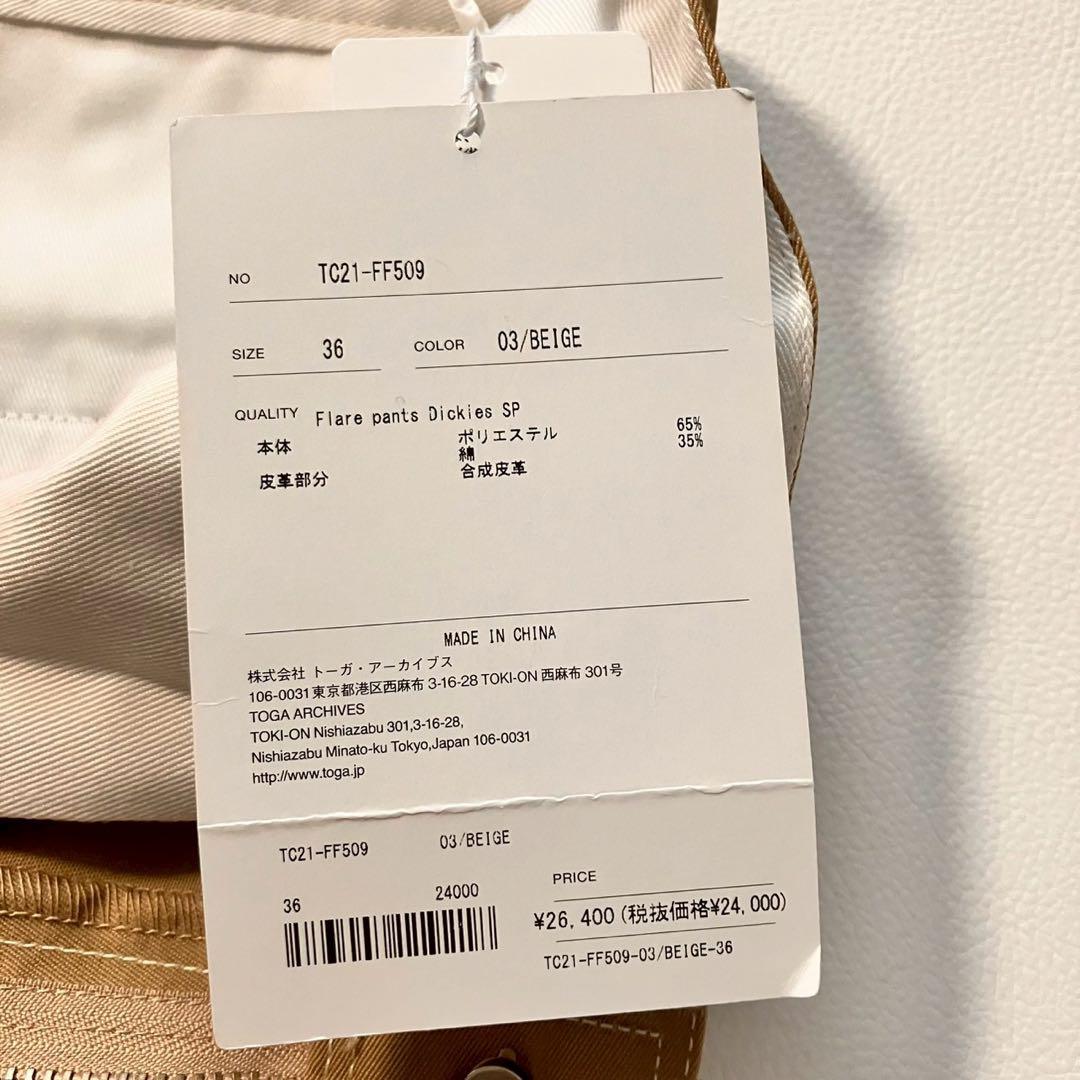 NO TC21-FF509
SIZE 36 COLOR 03/BEIGE
QUALITY Flare pants Dickies SP
本体 ポリエステル 65%
綿 35%
皮革部分 合成皮革
MADE IN CHINA
株式会社 トーガ・アーカイブス
106-0031 東京都港区西麻布 3-16-28 TOKI-ON 西麻布 301号
TOGA ARCHIVES
TOKI-ON Nishiazabu 301,3-16-28,
Nishiazabu Minato-ku Tokyo,Japan 106-0031
http://www.toga.jp
TC21-FF509 03/BEIGE
36 24000
PRICE
¥26,400(税抜価格¥24,000)
TC21-FF509-03/BEIGE-36